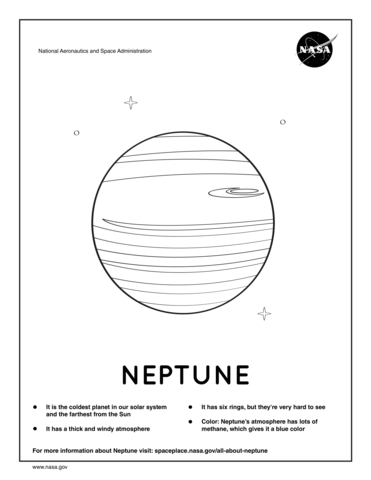 National Aeronautics and Space Administration
NASA
NEPTUNE
● It is the coldest planet in our solar system
and the farthest from the Sun
● It has a thick and windy atmosphere
● It has six rings, but they're very hard to see
● Color: Neptune's atmosphere has lots of
methane, which gives it a blue color
For more information about Neptune visit: spaceplace.nasa.gov/all-about-neptune
www.nasa.gov